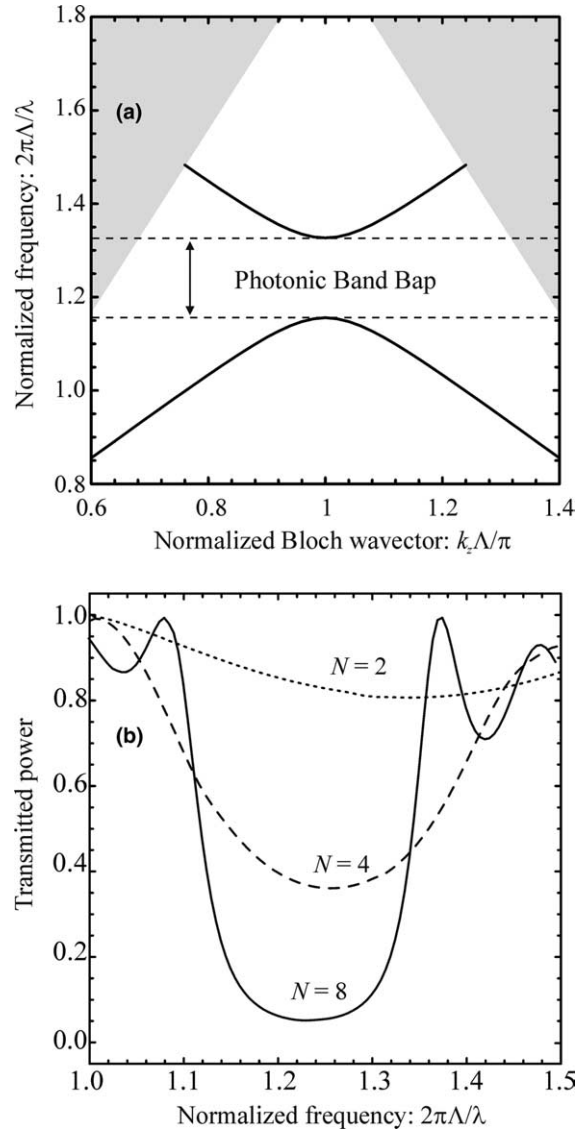 1.8
1.6
1.4
1.2
1.0
0.8
Normalized frequency: 2πΛ/λ
(a)
Photonic Band Bap
0.6 0.8 1 1.2 1.4
Normalized Bloch wavector: k_zΛ/π
1.0
0.8
0.6
0.4
0.2
0.0
Transmitted power
(b)
N = 2
N = 4
N = 8
1.0 1.1 1.2 1.3 1.4 1.5
Normalized frequency: 2πΛ/λ